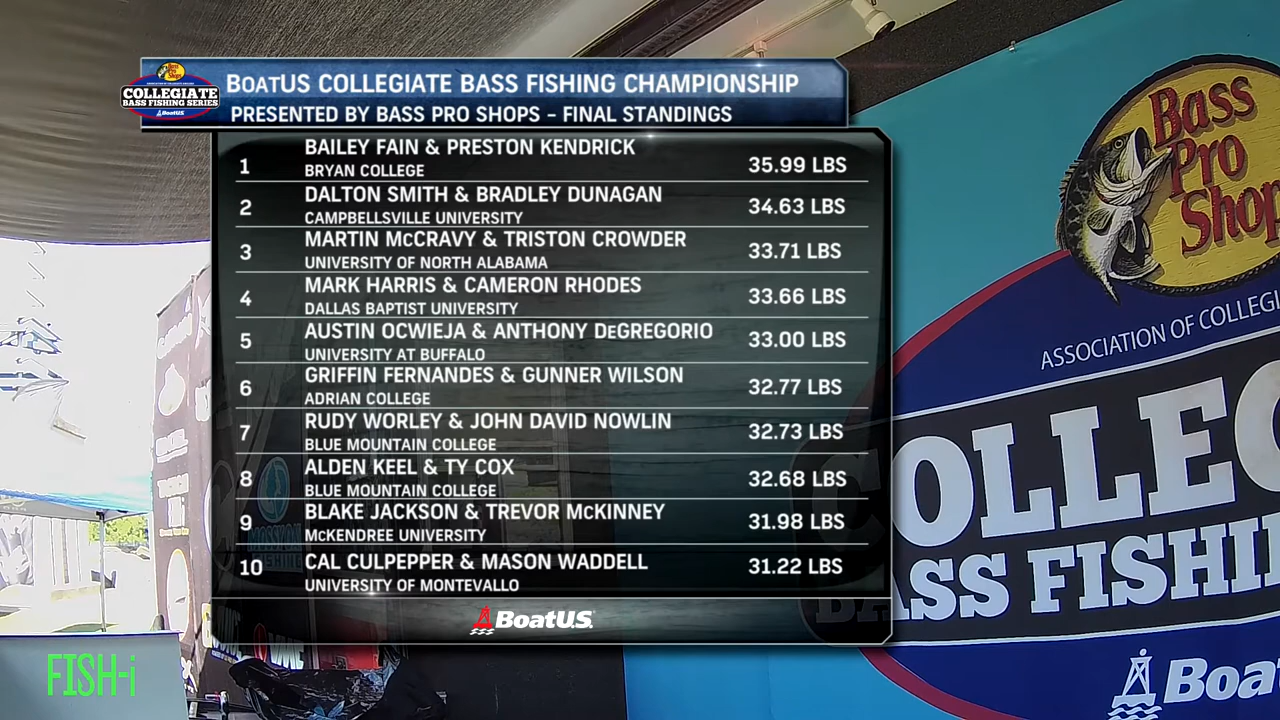 Bass Pro Shops
COLLEGIATE
BASS FISHING SERIES
BoatUS
BOATUS COLLEGIATE BASS FISHING CHAMPIONSHIP
PRESENTED BY BASS PRO SHOPS – FINAL STANDINGS
1 BAILEY FAIN & PRESTON KENDRICK 35.99 LBS
BRYAN COLLEGE
2 DALTON SMITH & BRADLEY DUNAGAN 34.63 LBS
CAMPBELLSVILLE UNIVERSITY
3 MARTIN McCRAVY & TRISTON CROWDER 33.71 LBS
UNIVERSITY OF NORTH ALABAMA
4 MARK HARRIS & CAMERON RHODES 33.66 LBS
DALLAS BAPTIST UNIVERSITY
5 AUSTIN OCWIEJA & ANTHONY DEGREGORIO 33.00 LBS
UNIVERSITY AT BUFFALO
6 GRIFFIN FERNANDES & GUNNER WILSON 32.77 LBS
ADRIAN COLLEGE
7 RUDY WORLEY & JOHN DAVID NOWLIN 32.73 LBS
BLUE MOUNTAIN COLLEGE
8 ALDEN KEEL & TY COX 32.68 LBS
BLUE MOUNTAIN COLLEGE
9 BLAKE JACKSON & TREVOR McKINNEY 31.98 LBS
McKENDREE UNIVERSITY
10 CAL CULPEPPER & MASON WADDELL 31.22 LBS
UNIVERSITY OF MONTEVALLO
BoatUS
FISH-i
Bass
Pro
Shop
ASSOCIATION OF COLLEGI
OLLEG
BASS FISHI
Boat